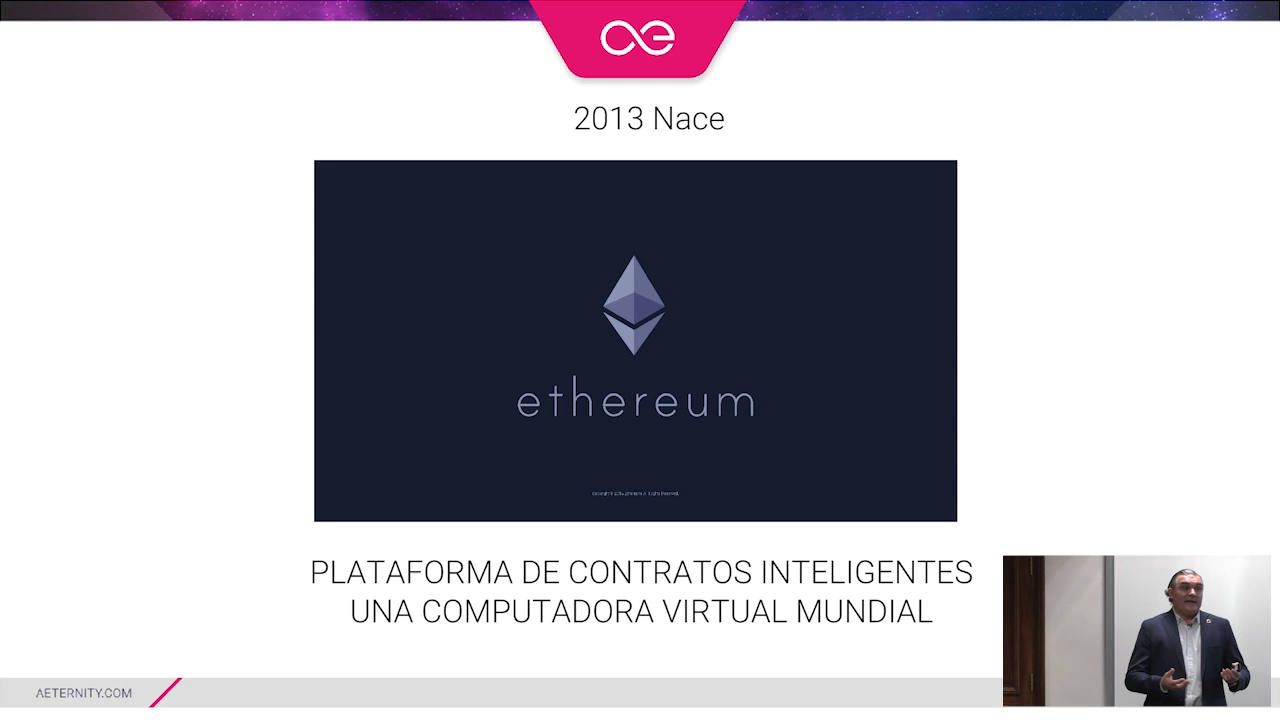 2013 Nace
ethereum
PLATAFORMA DE CONTRATOS INTELIGENTES
UNA COMPUTADORA VIRTUAL MUNDIAL
AETERNITY.COM